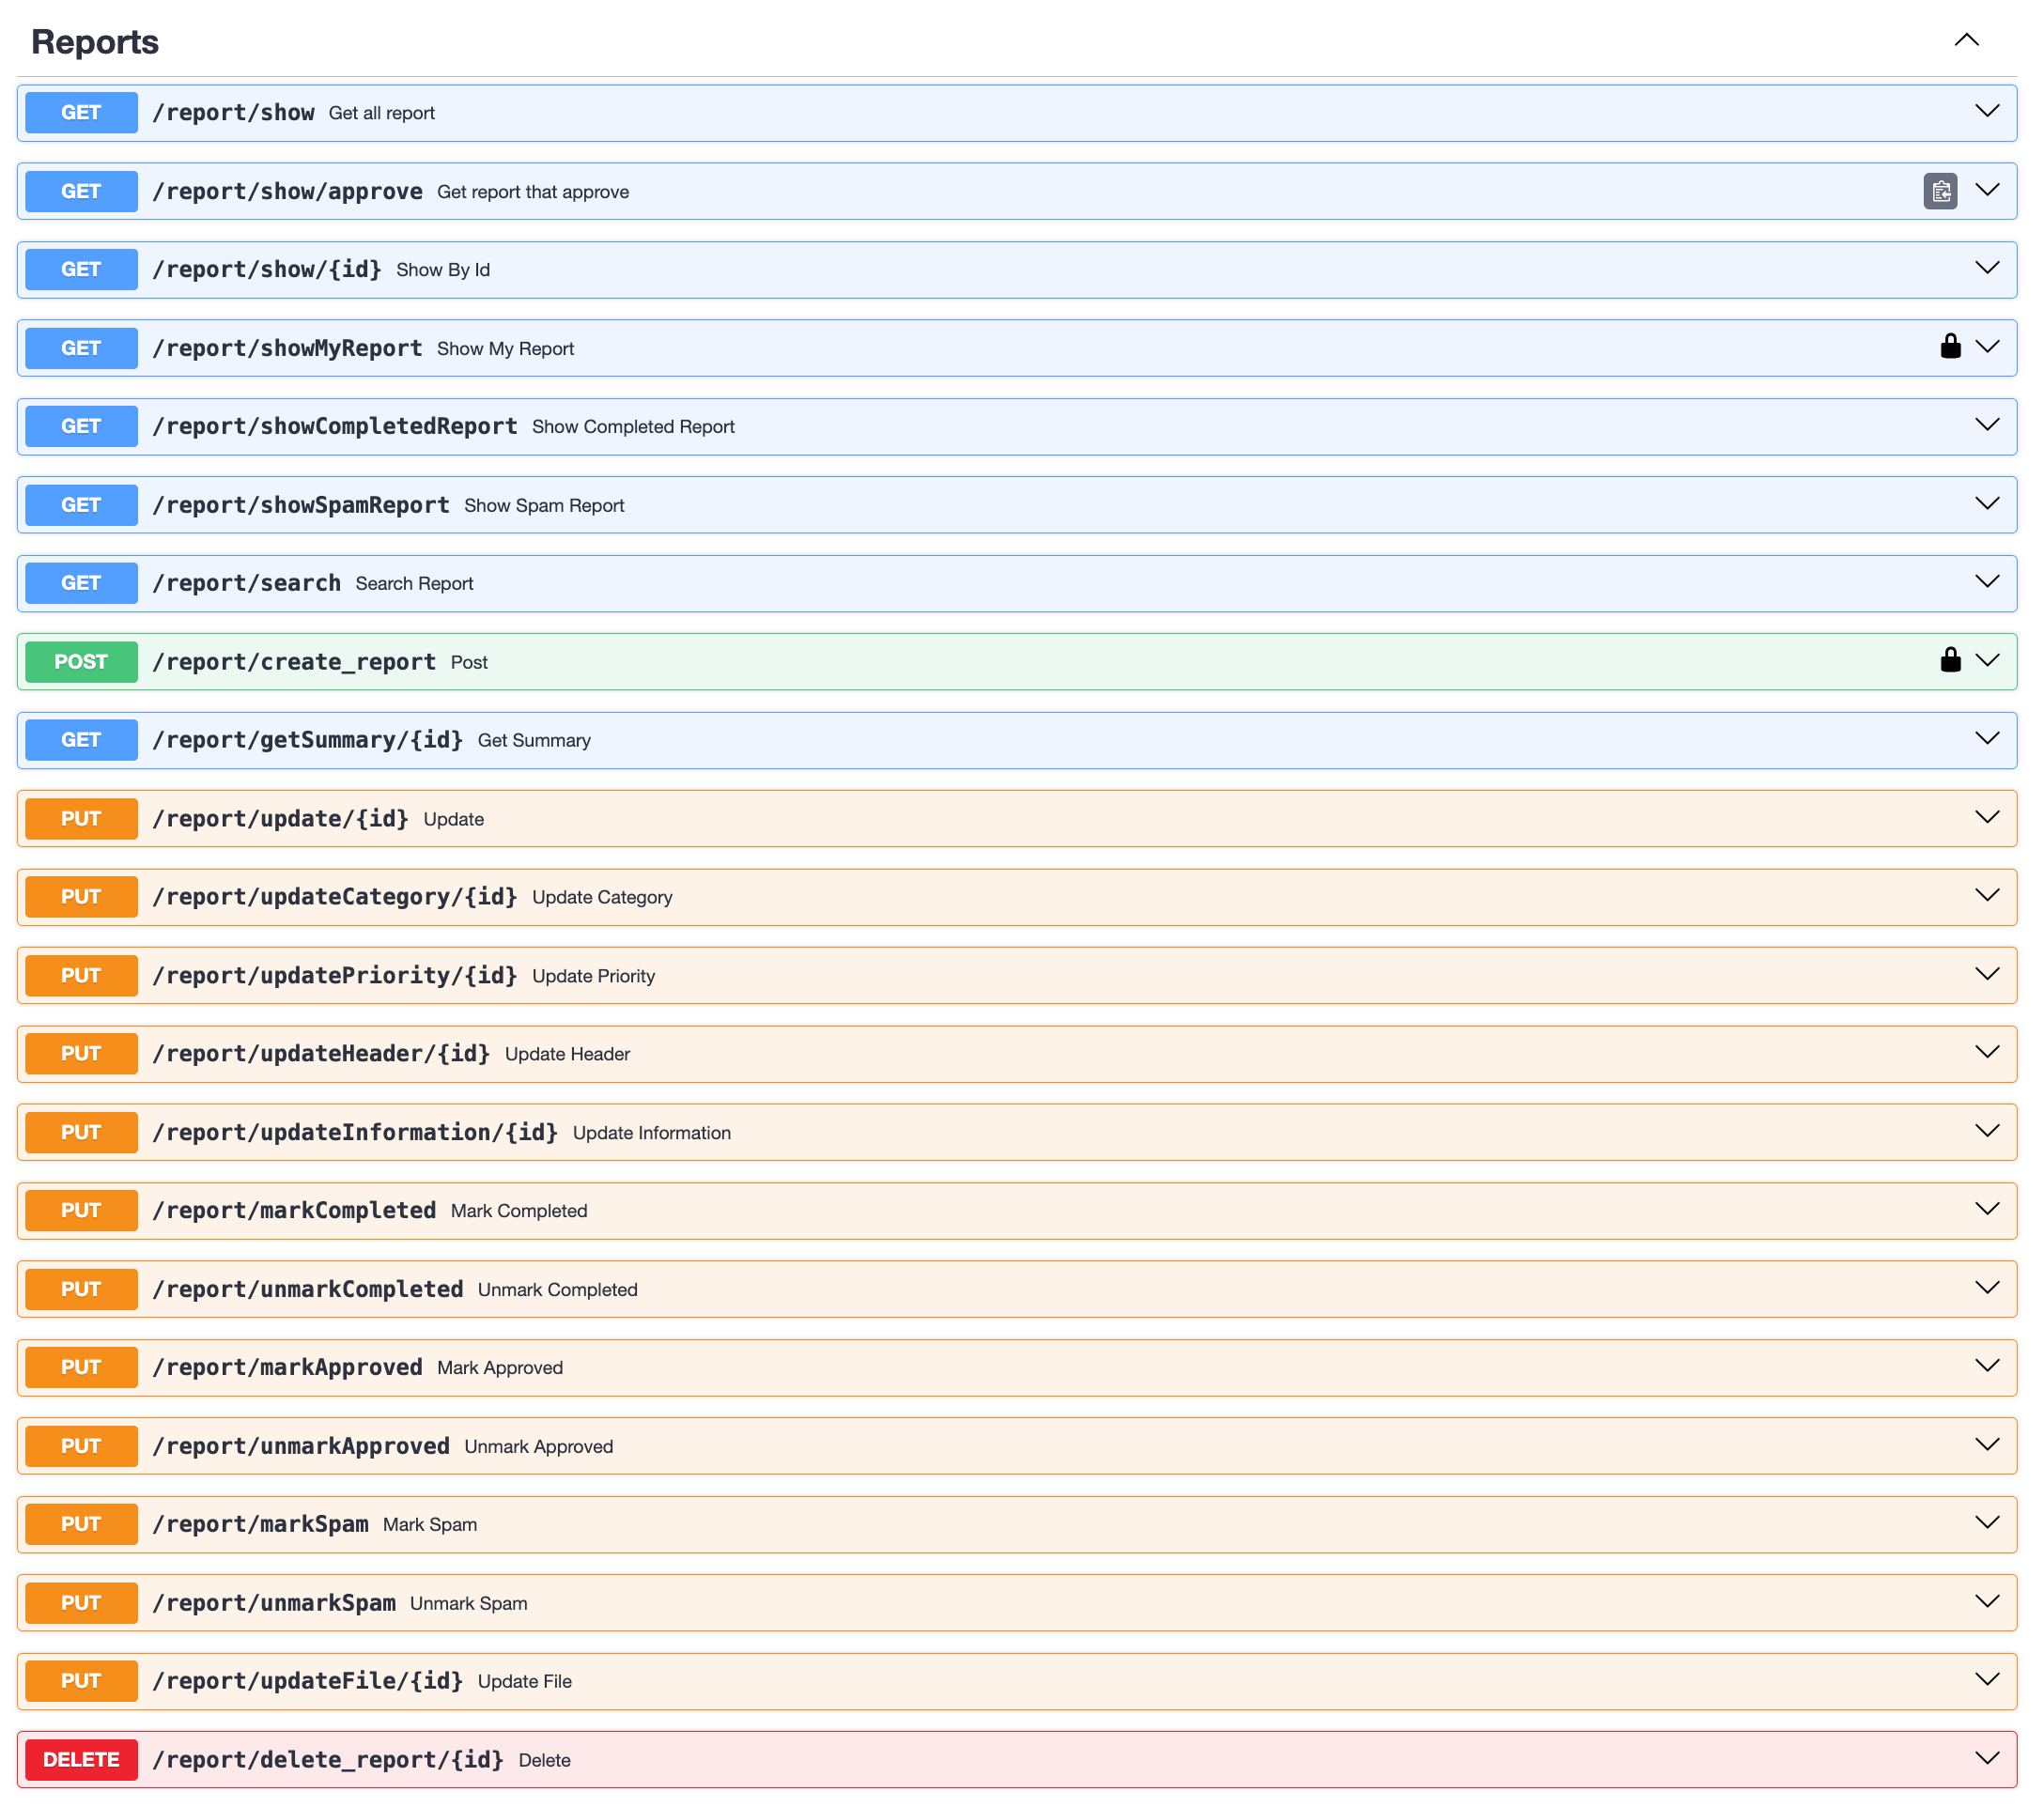 Reports
GET /report/show Get all report
GET /report/show/approve Get report that approve
GET /report/show/{id} Show By Id
GET /report/showMyReport Show My Report
GET /report/showCompletedReport Show Completed Report
GET /report/showSpamReport Show Spam Report
GET /report/search Search Report
POST /report/create_report Post
GET /report/getSummary/{id} Get Summary
PUT /report/update/{id} Update
PUT /report/updateCategory/{id} Update Category
PUT /report/updatePriority/{id} Update Priority
PUT /report/updateHeader/{id} Update Header
PUT /report/updateInformation/{id} Update Information
PUT /report/markCompleted Mark Completed
PUT /report/unmarkCompleted Unmark Completed
PUT /report/markApproved Mark Approved
PUT /report/unmarkApproved Unmark Approved
PUT /report/markSpam Mark Spam
PUT /report/unmarkSpam Unmark Spam
PUT /report/updateFile/{id} Update File
DELETE /report/delete_report/{id} Delete